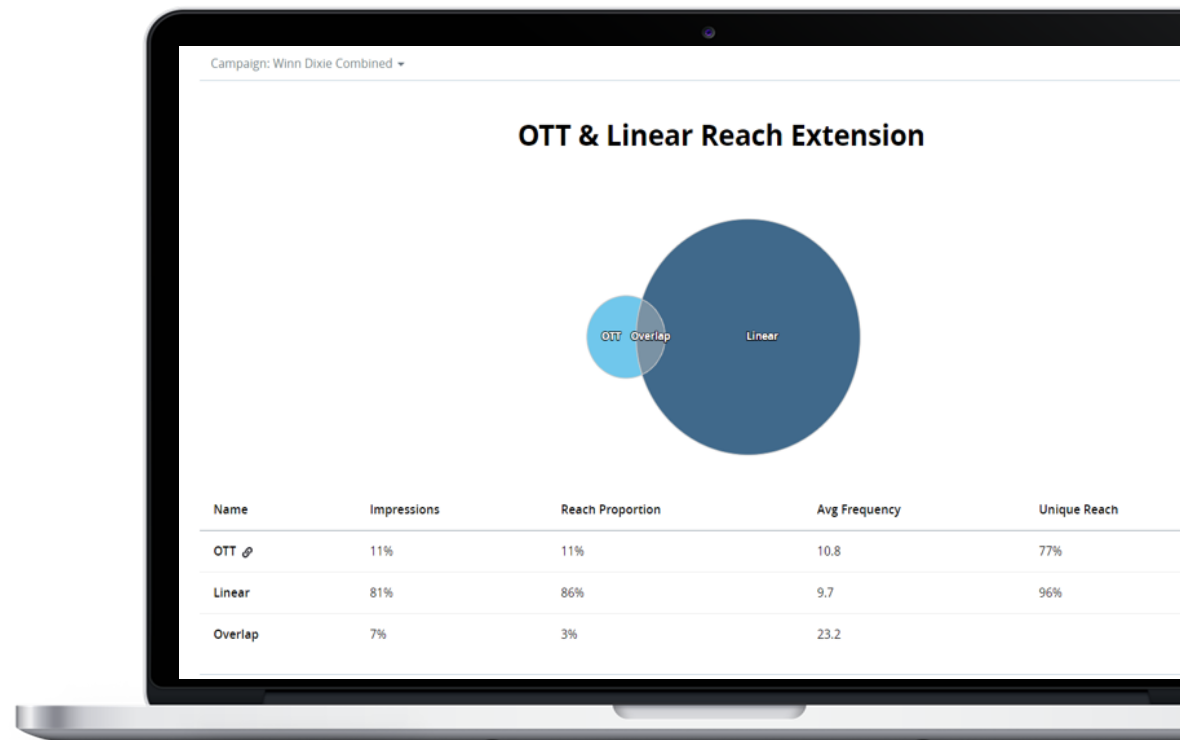 Campaign: Winn Dixie Combined
OTT & Linear Reach Extension
OTT Overlap Linear
Name Impressions Reach Proportion Avg Frequency Unique Reach
OTT 11% 11% 10.8 77%
Linear 81% 86% 9.7 96%
Overlap 7% 3% 23.2